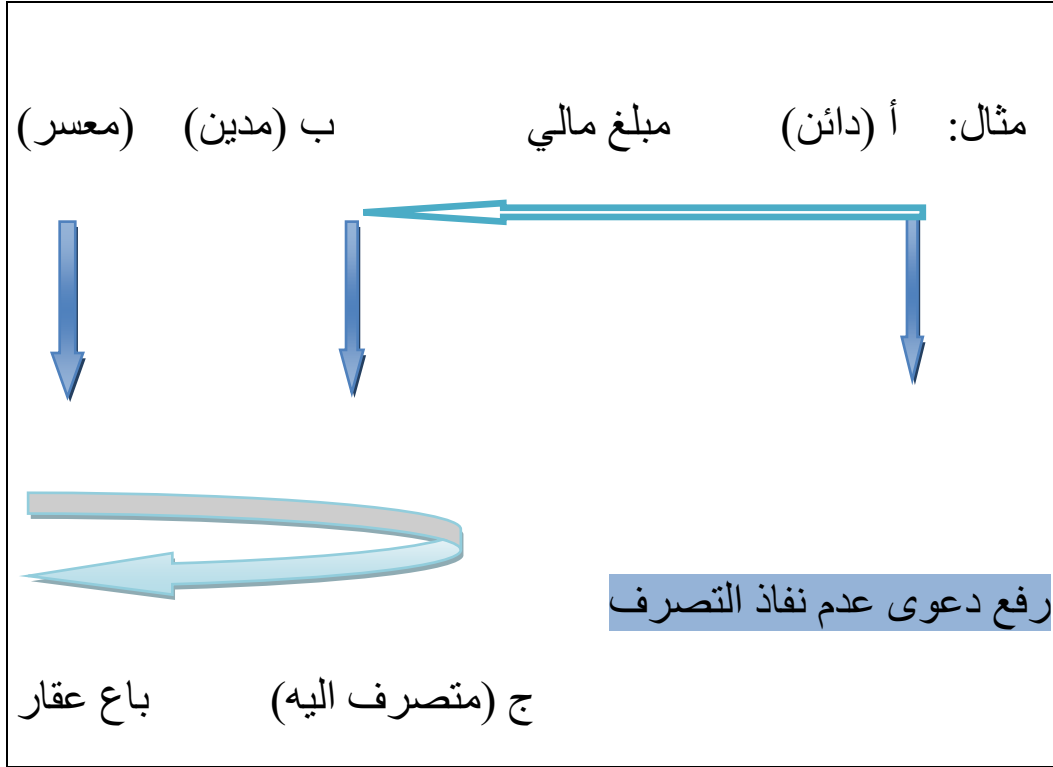 مثال: أ (دائن) مبلغ مالي ب (مدين) (معسر)
رفع دعوى عدم نفاذ التصرف
ج (متصرف اليه) باع عقار